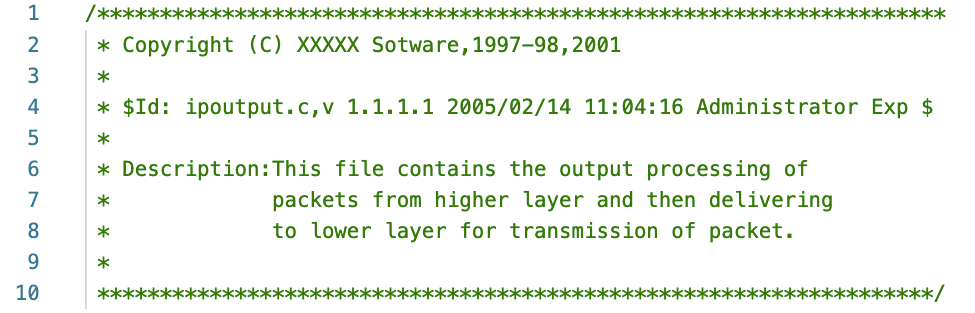 1 /********************************************************************
2 * Copyright (C) XXXXX Sotware,1997-98,2001
3 *
4 * $Id: ipoutput.c,v 1.1.1.1 2005/02/14 11:04:16 Administrator Exp $
5 *
6 * Description:This file contains the output processing of
7 * packets from higher layer and then delivering
8 * to lower layer for transmission of packet.
9 *
10 *******************************************************************/